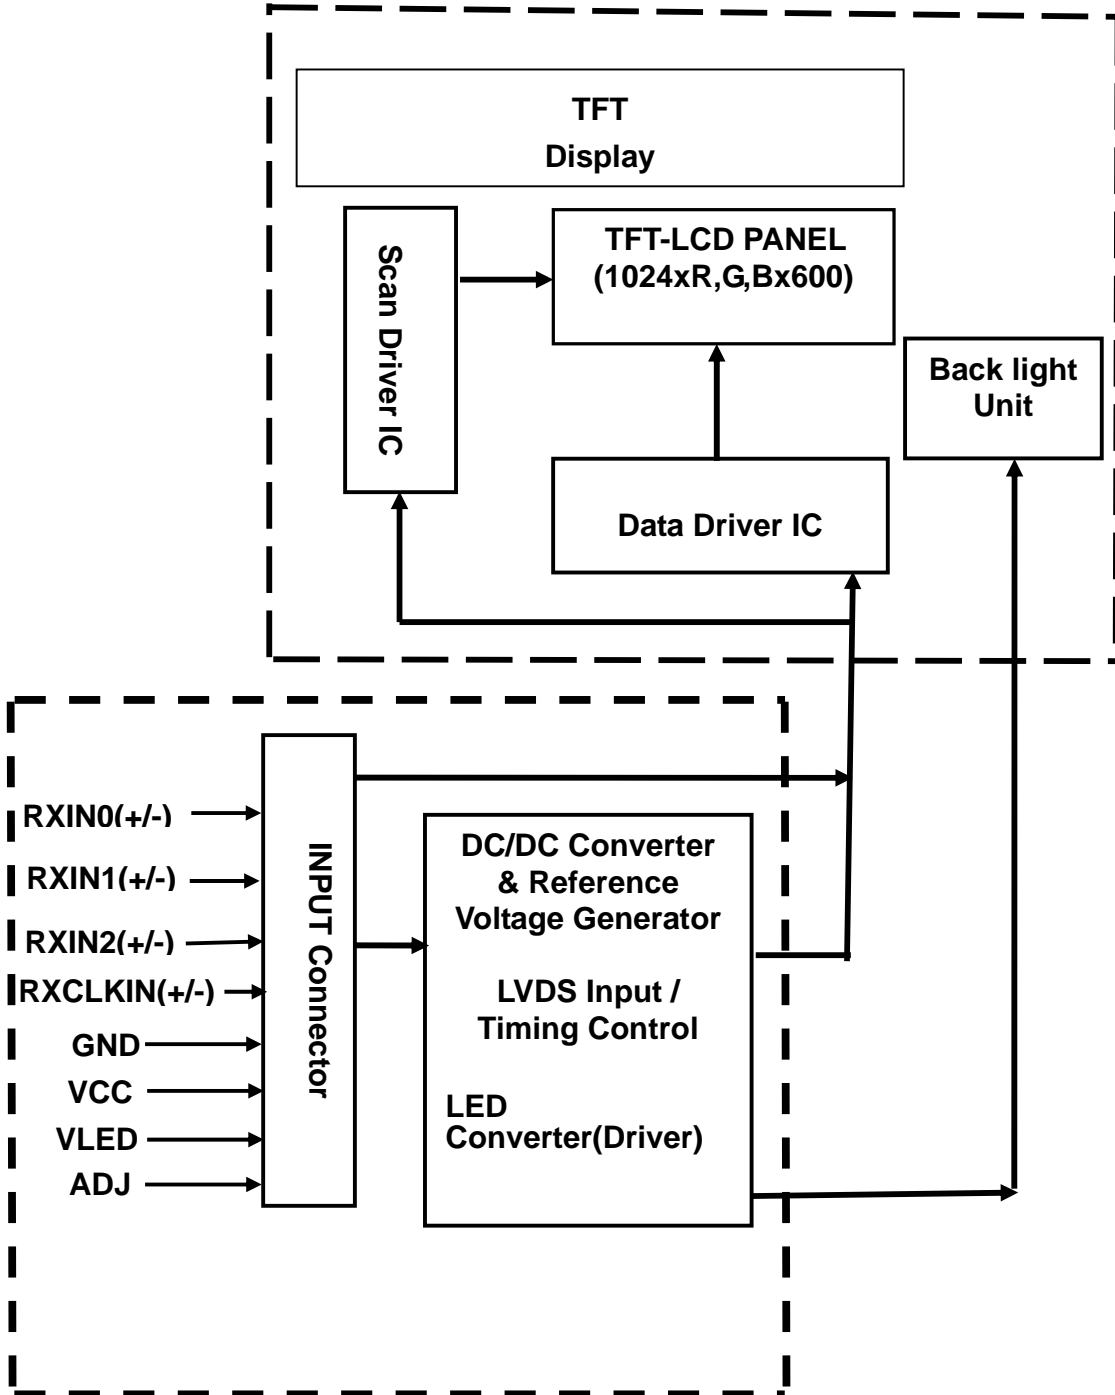 TFT
Display
Scan Driver IC
TFT-LCD PANEL
(1024xR,G,Bx600)
Back light
Unit
Data Driver IC
RXIN0(+/-)
RXIN1(+/-)
RXIN2(+/-)
RXCLKIN(+/-)
GND
VCC
VLED
ADJ
INPUT Connector
DC/DC Converter
& Reference
Voltage Generator
LVDS Input /
Timing Control
LED
Converter(Driver)